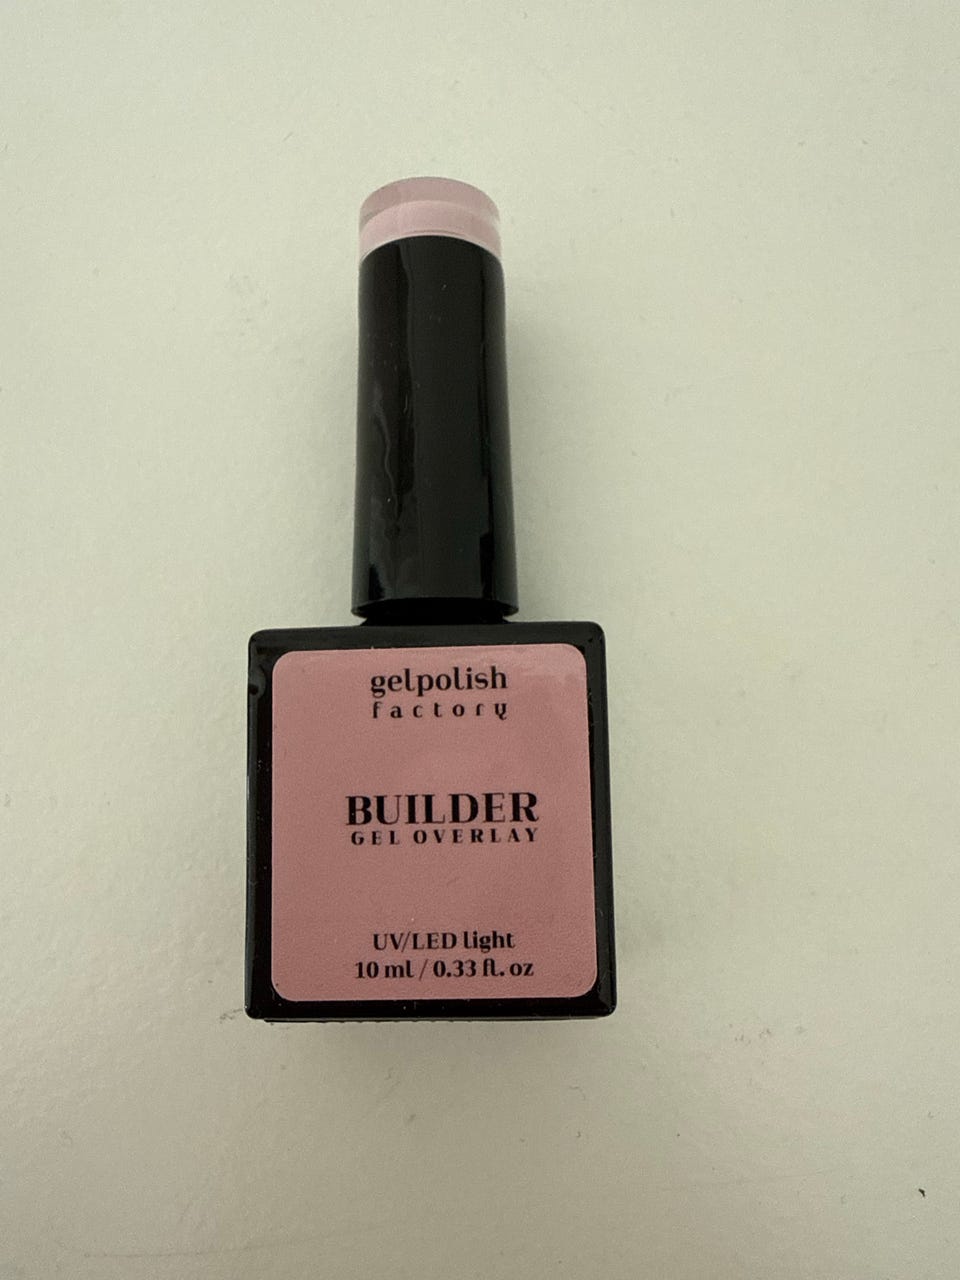 gelpolish
factory
BUILDER
GEL OVERLAY
UV/LED light
10 ml / 0.33 fl. oz